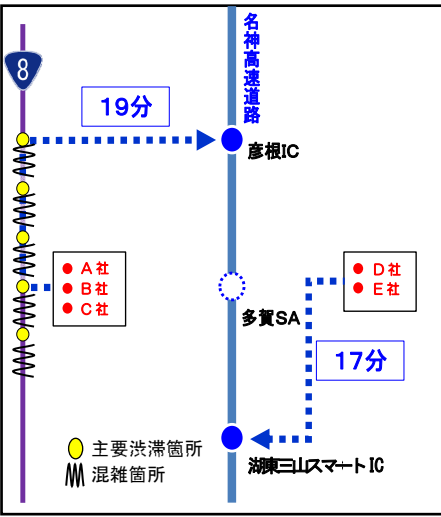 8
名神高速道路
19分
彦根IC
A社
B社
C社
D社
E社
多賀SA
17分
湖東三山スマートIC
主要渋滞箇所
混雑箇所